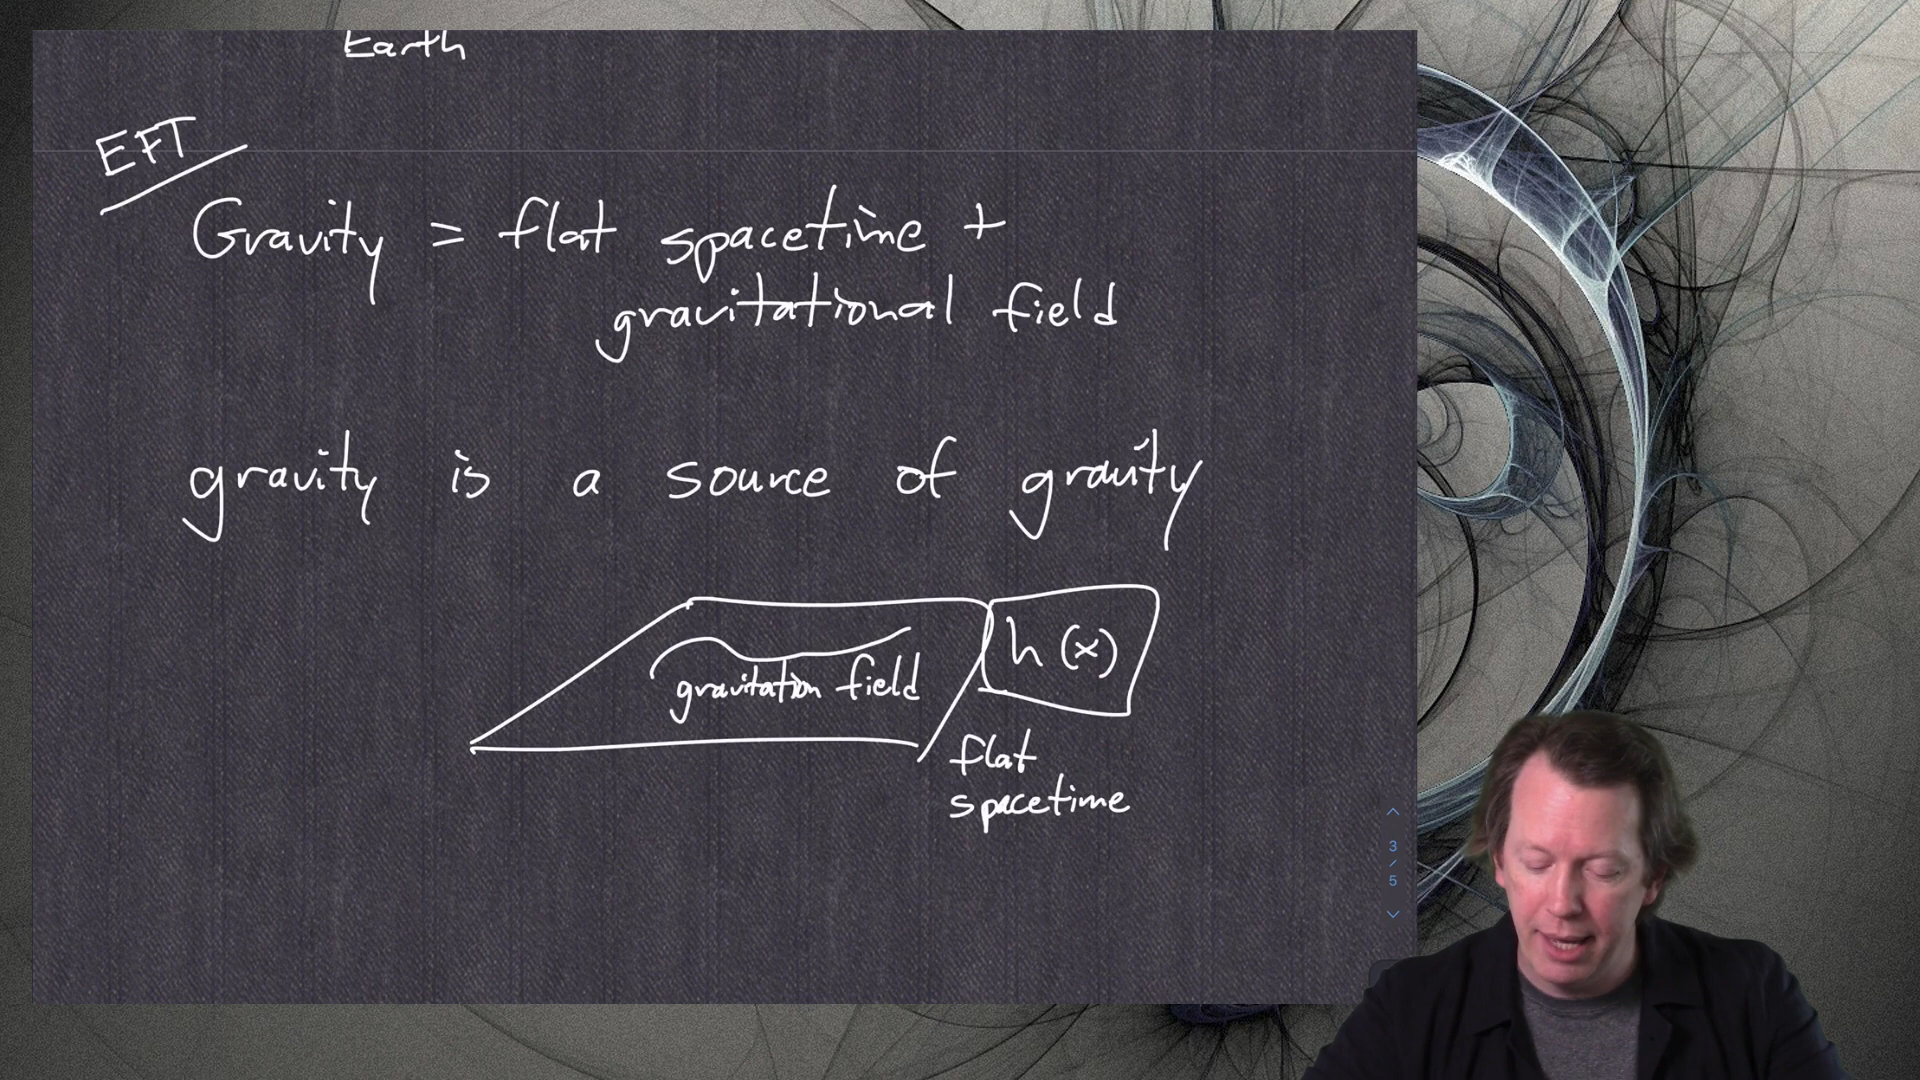 Earth
EFT
Gravity = flat spacetime +
gravitational field
gravity is a source of gravity
h(x)
gravitation field
flat
spacetime
3
/
5